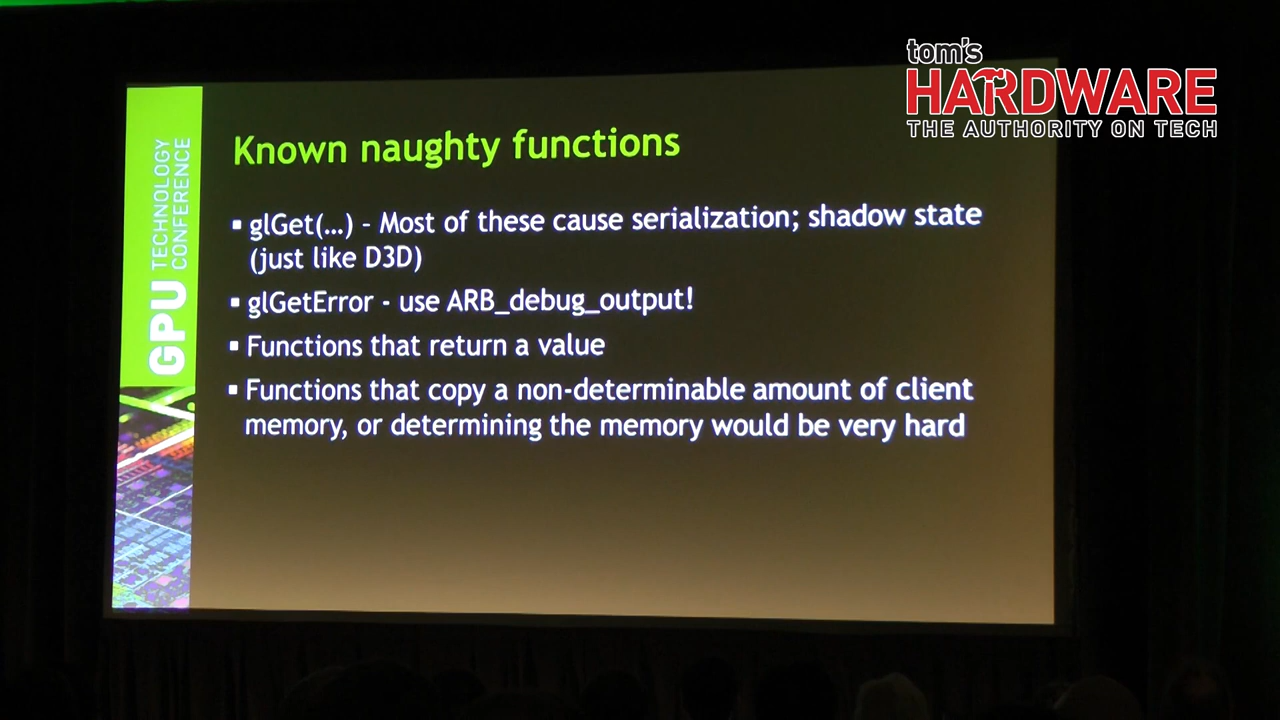 tom's
HARDWARE
THE AUTHORITY ON TECH
GPU TECHNOLOGY
CONFERENCE
Known naughty functions
▪ glGet(…) – Most of these cause serialization; shadow state
(just like D3D)
▪ glGetError - use ARB_debug_output!
▪ Functions that return a value
▪ Functions that copy a non-determinable amount of client
memory, or determining the memory would be very hard